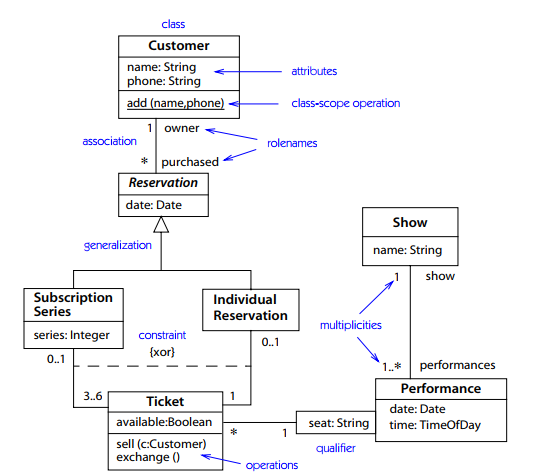 class
Customer
name: String
phone: String
attributes
add (name,phone)
class-scope operation
1 owner
association
rolenames
* purchased
Reservation
date: Date
generalization
Show
name: String
1 show
multiplicities
1..* performances
Subscription
Series
series: Integer
Individual
Reservation
constraint
{xor}
0..1
0..1
3..6
1
Ticket
available:Boolean
sell (c:Customer)
exchange ()
operations
*
1
seat: String
qualifier
Performance
date: Date
time: TimeOfDay